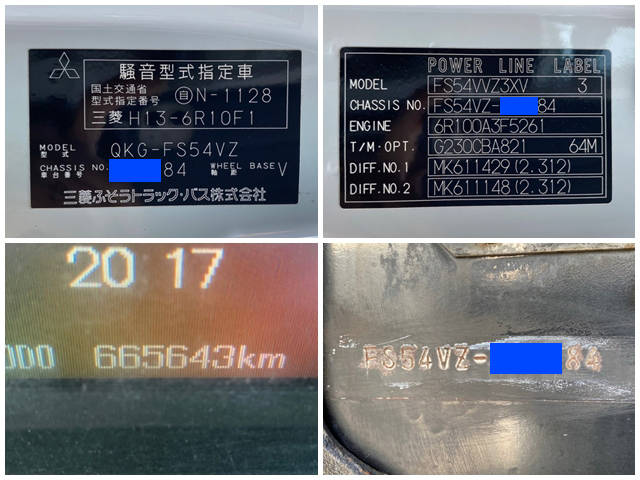 騒音型式指定車
国土交通省
型式指定番号 自N-1128
三菱 H13-6R10F1
MODEL
型式 QKG-FS54VZ
CHASSIS NO.
車台番号 84 WHEEL BASE
軸距 V
三菱ふそうトラック・バス株式会社
POWER LINE LABEL
MODEL FS54VVZ3XV 3
CHASSIS NO. FS54VZ- 84
ENGINE 6R100A3F5261
T/M・OPT. G230CBA821 64M
DIFF.NO.1 MK611429(2.312)
DIFF.NO.2 MK611148(2.312)
20 17
000 665643km
FS54VZ- 84